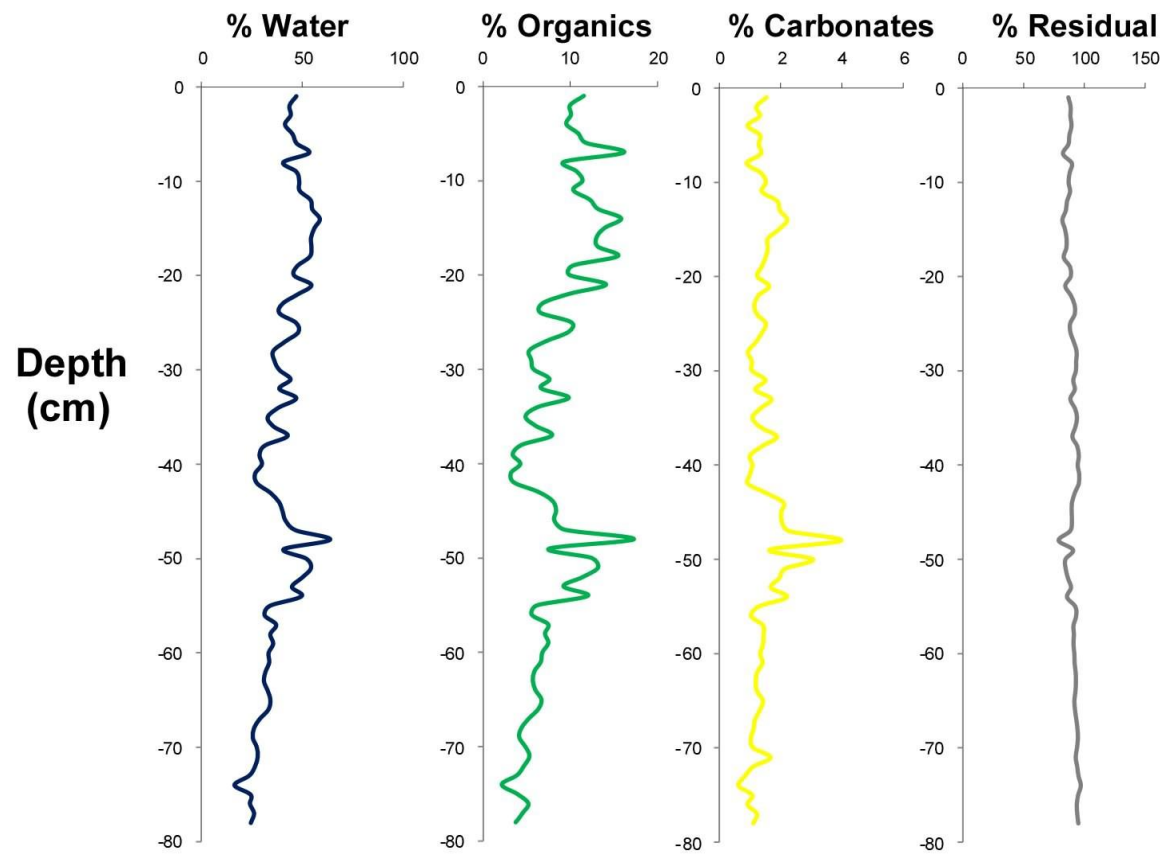 % Water % Organics % Carbonates % Residual
0 50 100 0 10 20 0 2 4 6 0 50 100 150
0 0 0 0
-10 -10 -10 -10
-20 -20 -20 -20
-30 -30 -30 -30
Depth
(cm)
-40 -40 -40 -40
-50 -50 -50 -50
-60 -60 -60 -60
-70 -70 -70 -70
-80 -80 -80 -80